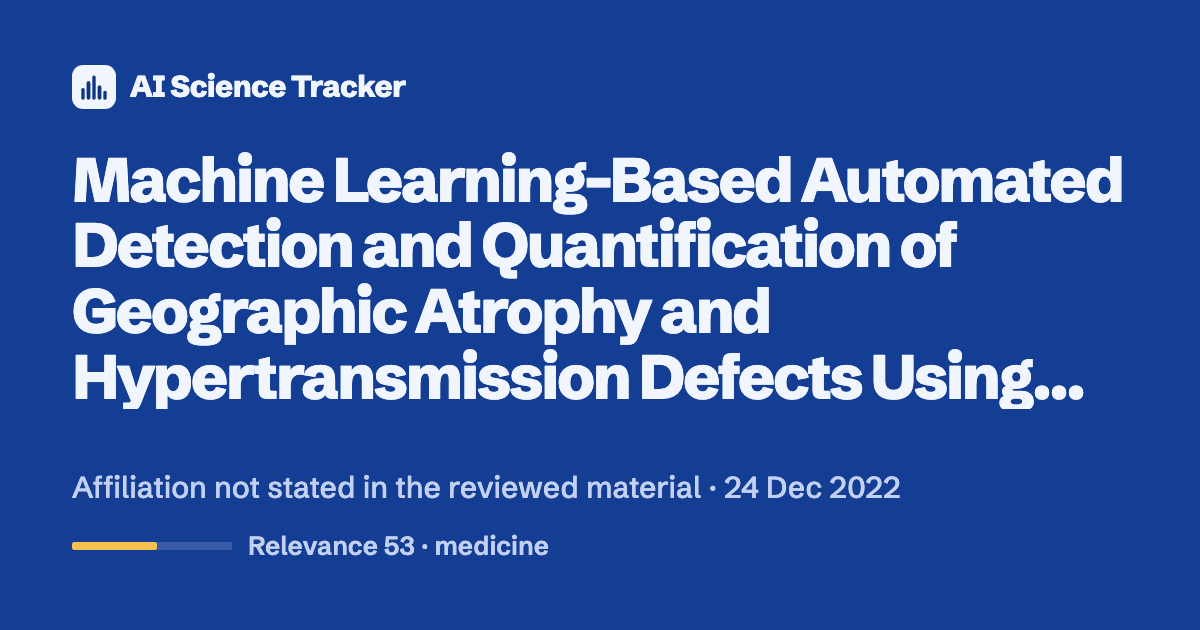 AI Science Tracker
Machine Learning-Based Automated
Detection and Quantification of
Geographic Atrophy and
Hypertransmission Defects Using...
Affiliation not stated in the reviewed material · 24 Dec 2022
Relevance 53 · medicine